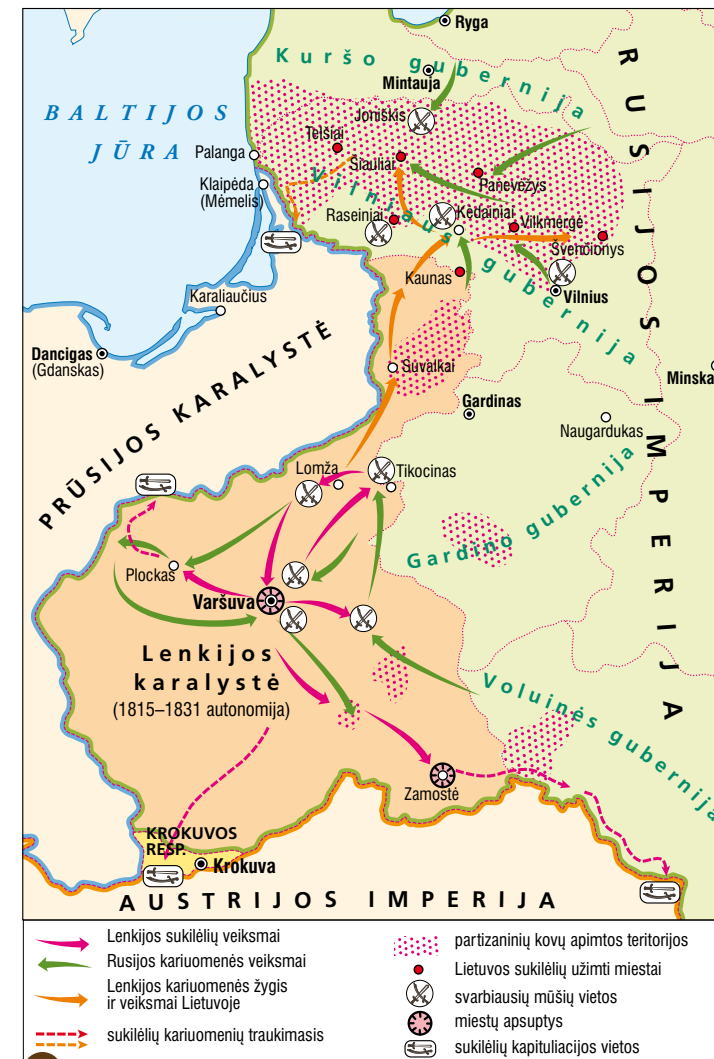 Ryga
Kuršo gubernija
Mintauja
RUSIJOS IMPERIJA
BALTIJOS
JŪRA
Joniškis
Telšiai
Šiauliai
Palanga
Panevėžys
Klaipėda
(Mėmelis)
Vilniaus gubernija
Raseiniai
Kėdainiai
Vilkmergė
Švenčionys
Kaunas
Vilnius
Karaliaučius
Dancigas
(Gdanskas)
PRŪSIJOS KARALYSTĖ
Suvalkai
Minska
Gardinas
Naugardukas
Lomža
Tikocinas
Gardino gubernija
Plockas
Varšuva
Lenkijos
karalystė
(1815–1831 autonomija)
Voluinės gubernija
Zamostė
KROKUVOS
RESP.
Krokuva
AUSTRIJOS IMPERIJA
Lenkijos sukilėlių veiksmai
Rusijos kariuomenės veiksmai
Lenkijos kariuomenės žygis
ir veiksmai Lietuvoje
sukilėlių kariuomenių traukimasis
partizaninių kovų apimtos teritorijos
Lietuvos sukilėlių užimti miestai
svarbiausių mūšių vietos
miestų apsuptys
sukilėlių kapituliacijos vietos